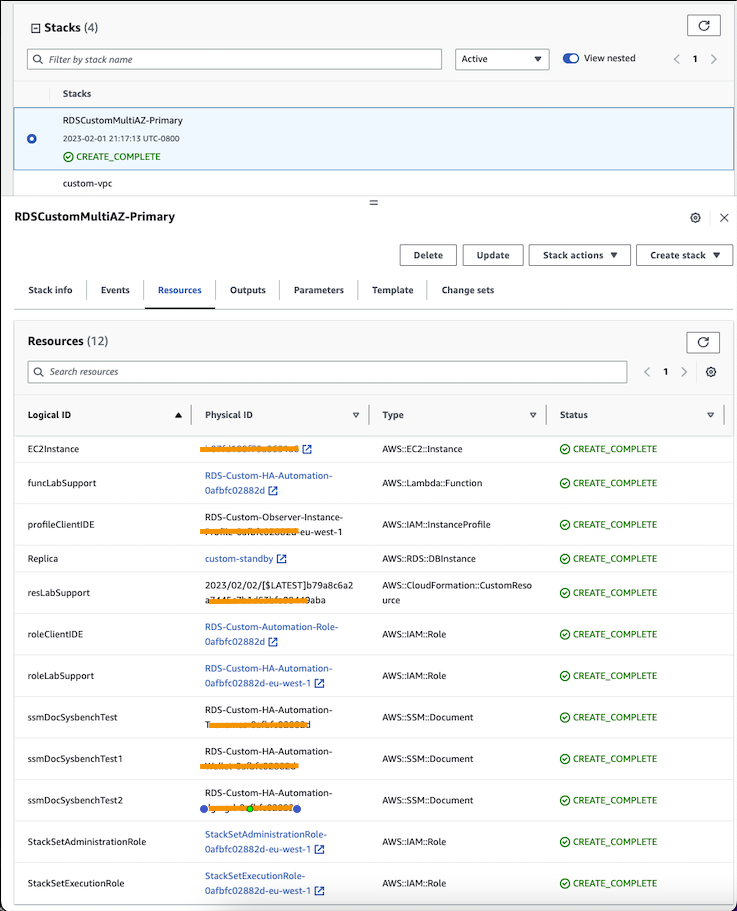 Stacks (4)
Filter by stack name
Active
View nested
1
Stacks
RDSCustomMultiAZ-Primary
2023-02-01 21:17:13 UTC-0800
CREATE_COMPLETE
custom-vpc
RDSCustomMultiAZ-Primary
Delete Update Stack actions Create stack
Stack info Events Resources Outputs Parameters Template Change sets
Resources (12)
Search resources
1
Logical ID Physical ID Type Status
EC2Instance AWS::EC2::Instance CREATE_COMPLETE
funcLabSupport RDS-Custom-HA-Automation- AWS::Lambda::Function CREATE_COMPLETE
0afbfc02882d
profileClientIDE RDS-Custom-Observer-Instance- AWS::IAM::InstanceProfile CREATE_COMPLETE
-eu-west-1
Replica custom-standby AWS::RDS::DBInstance CREATE_COMPLETE
resLabSupport 2023/02/02/[$LATEST]b79a8c6a2 AWS::CloudFormation::CustomReso CREATE_COMPLETE
aba urce
roleClientIDE RDS-Custom-Automation-Role- AWS::IAM::Role CREATE_COMPLETE
0afbfc02882d
roleLabSupport RDS-Custom-HA-Automation- AWS::IAM::Role CREATE_COMPLETE
0afbfc02882d-eu-west-1
ssmDocSysbenchTest RDS-Custom-HA-Automation- AWS::SSM::Document CREATE_COMPLETE
ssmDocSysbenchTest1 RDS-Custom-HA-Automation- AWS::SSM::Document CREATE_COMPLETE
ssmDocSysbenchTest2 RDS-Custom-HA-Automation- AWS::SSM::Document CREATE_COMPLETE
StackSetAdministrationRole StackSetAdministrationRole- AWS::IAM::Role CREATE_COMPLETE
0afbfc02882d-eu-west-1
StackSetExecutionRole StackSetExecutionRole- AWS::IAM::Role CREATE_COMPLETE
0afbfc02882d-eu-west-1